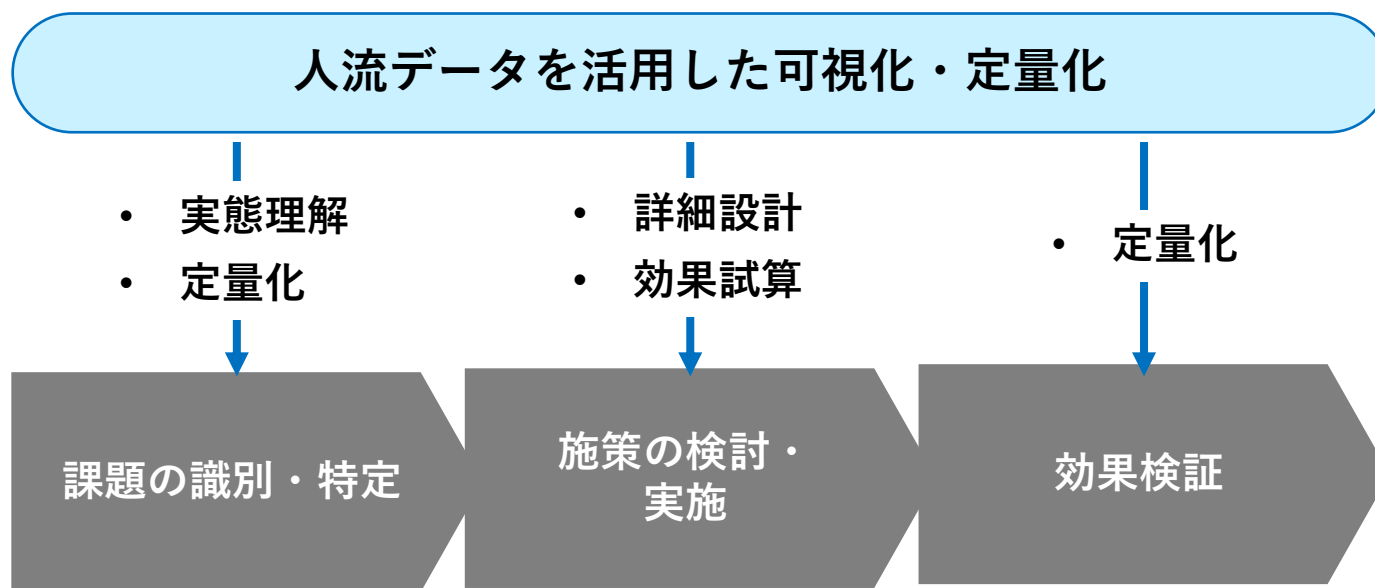 人流データを活用した可視化・定量化
• 実態理解
• 定量化
• 詳細設計
• 効果試算
• 定量化
課題の識別・特定
施策の検討・
実施
効果検証